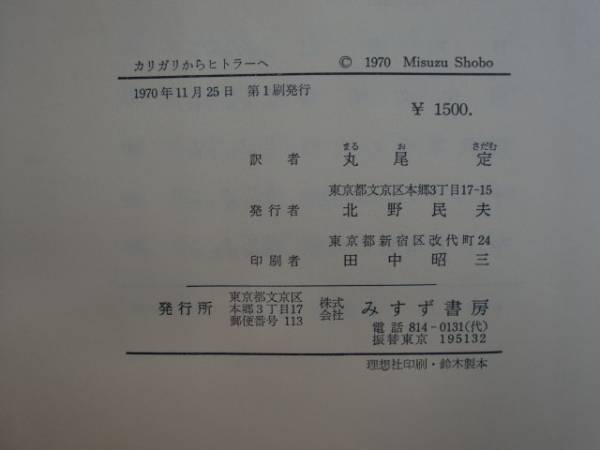 カリガリからヒトラーへ © 1970 Misuzu Shobo
1970年11月25日 第1刷発行
¥ 1500.
まる お さだむ
訳者 丸尾 定
東京都文京区本郷3丁目17-15
発行者 北野民夫
東京都新宿区改代町24
印刷者 田中昭三
発行所 東京都文京区本郷3丁目17郵便番号 113 株式会社 みすず書房
電話 814-0131(代)
振替東京 195132
理想社印刷・鈴木製本